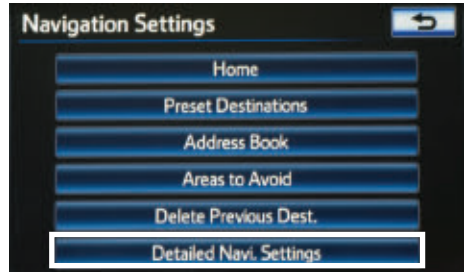 Navigation Settings
Home
Preset Destinations
Address Book
Areas to Avoid
Delete Previous Dest.
Detailed Navi. Settings